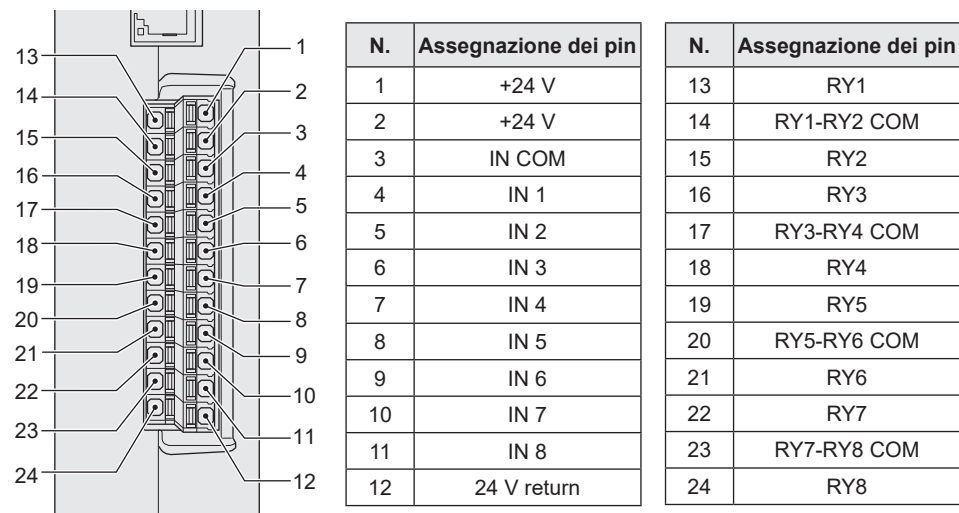 13
14
15
16
17
18
19
20
21
22
23
24
1
2
3
4
5
6
7
8
9
10
11
12
N. Assegnazione dei pin
1 +24 V
2 +24 V
3 IN COM
4 IN 1
5 IN 2
6 IN 3
7 IN 4
8 IN 5
9 IN 6
10 IN 7
11 IN 8
12 24 V return
N. Assegnazione dei pin
13 RY1
14 RY1-RY2 COM
15 RY2
16 RY3
17 RY3-RY4 COM
18 RY4
19 RY5
20 RY5-RY6 COM
21 RY6
22 RY7
23 RY7-RY8 COM
24 RY8